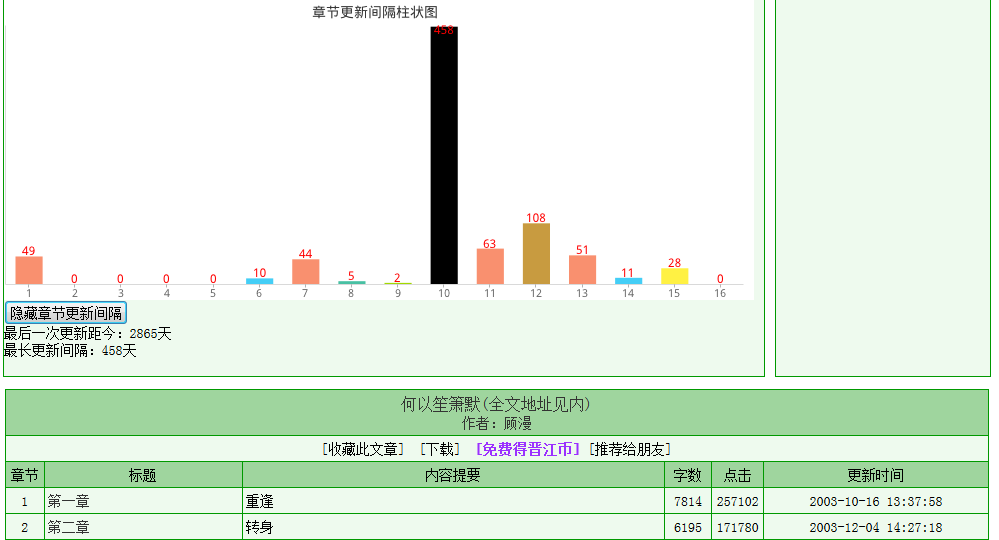 章节更新间隔柱状图
458
49 0 0 0 0 10 44 5 2 63 108 51 11 28 0
1 2 3 4 5 6 7 8 9 10 11 12 13 14 15 16
隐藏章节更新间隔
最后一次更新距今：2865天
最长更新间隔：458天
何以笙箫默(全文地址见内)
作者：顾漫
[收藏此文章] [下载] [免费得晋江币] [推荐给朋友]
章节 标题 内容提要 字数 点击 更新时间
1 第一章 重逢 7814 257102 2003-10-16 13:37:58
2 第二章 转身 6195 171780 2003-12-04 14:27:18